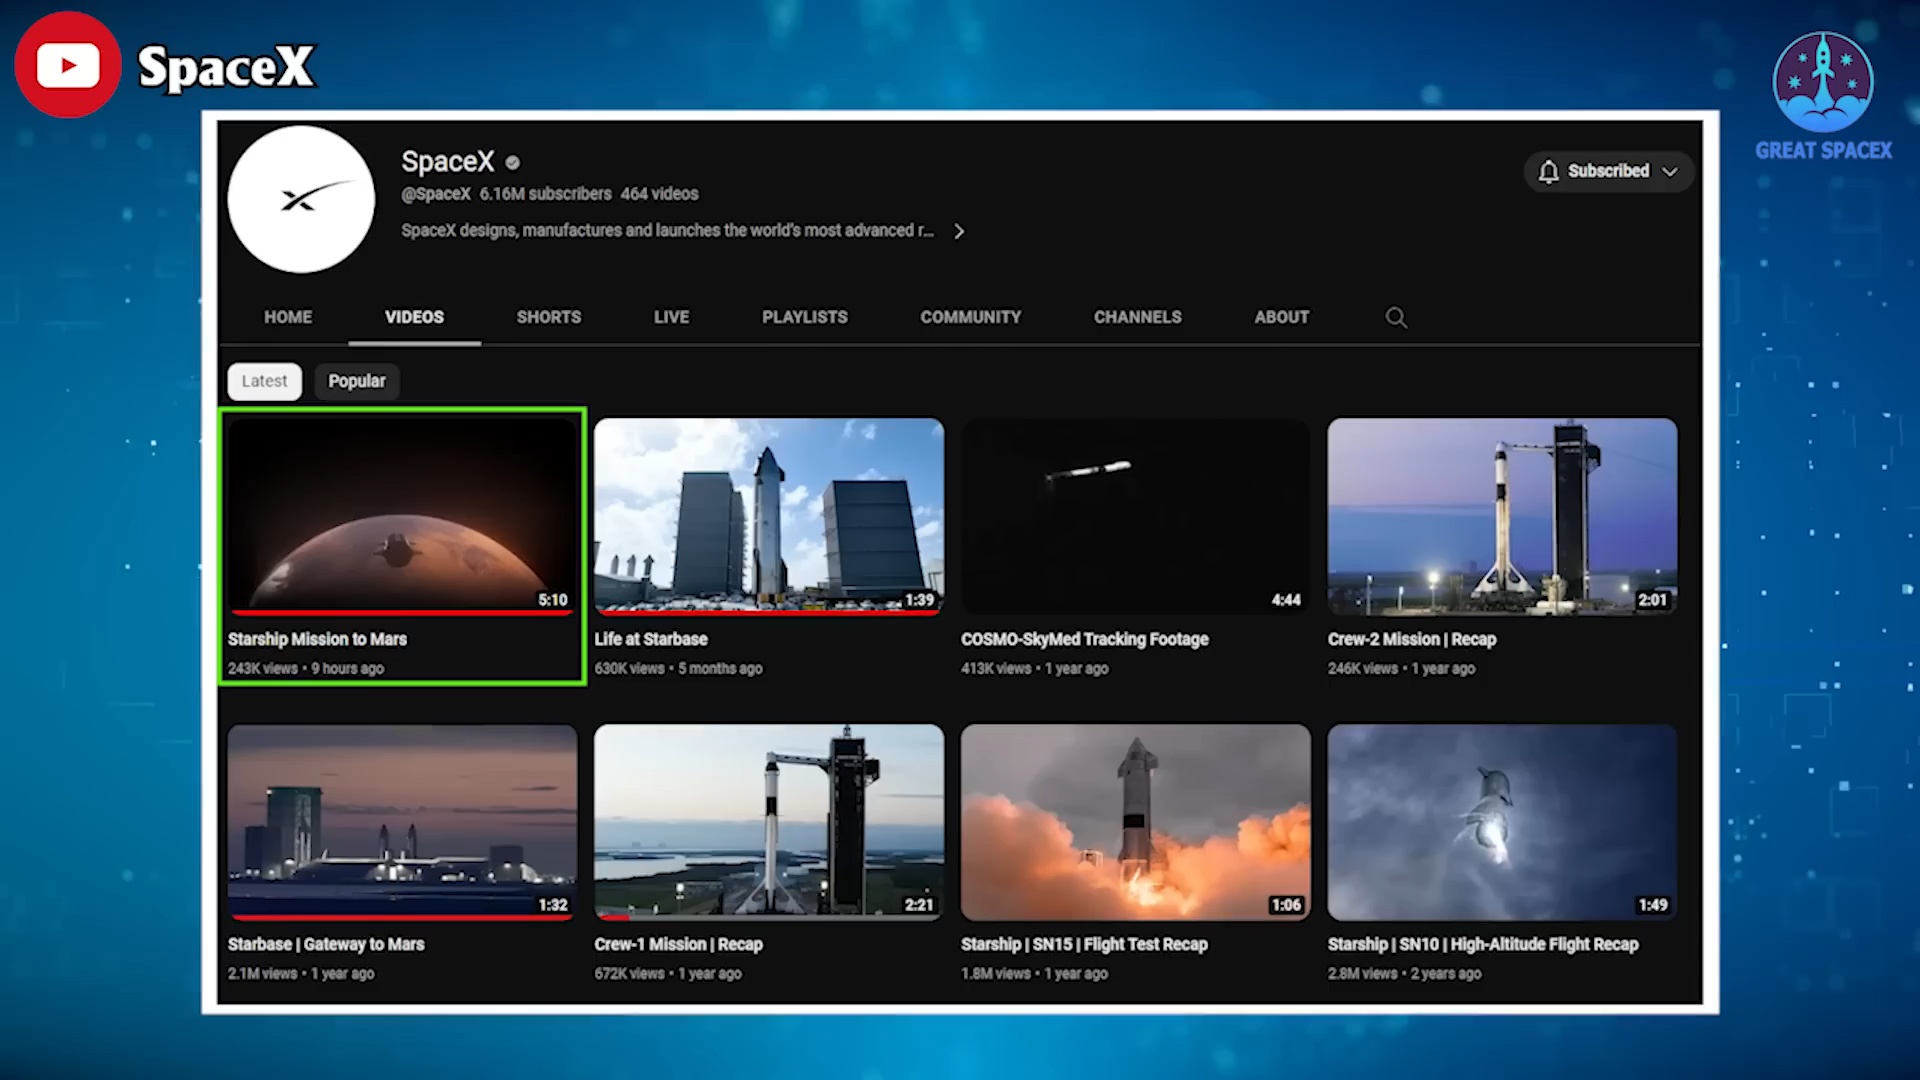 SpaceX
GREAT SPACEX
SpaceX
@SpaceX 6.16M subscribers 464 videos
SpaceX designs, manufactures and launches the world's most advanced r...
Subscribed
HOME VIDEOS SHORTS LIVE PLAYLISTS COMMUNITY CHANNELS ABOUT
Latest Popular
5:10
1:39
4:44
2:01
Starship Mission to Mars
243K views • 9 hours ago
Life at Starbase
630K views • 5 months ago
COSMO-SkyMed Tracking Footage
413K views • 1 year ago
Crew-2 Mission | Recap
246K views • 1 year ago
1:32
2:21
1:06
1:49
Starbase | Gateway to Mars
2.1M views • 1 year ago
Crew-1 Mission | Recap
672K views • 1 year ago
Starship | SN15 | Flight Test Recap
1.8M views • 1 year ago
Starship | SN10 | High-Altitude Flight Recap
2.8M views • 2 years ago